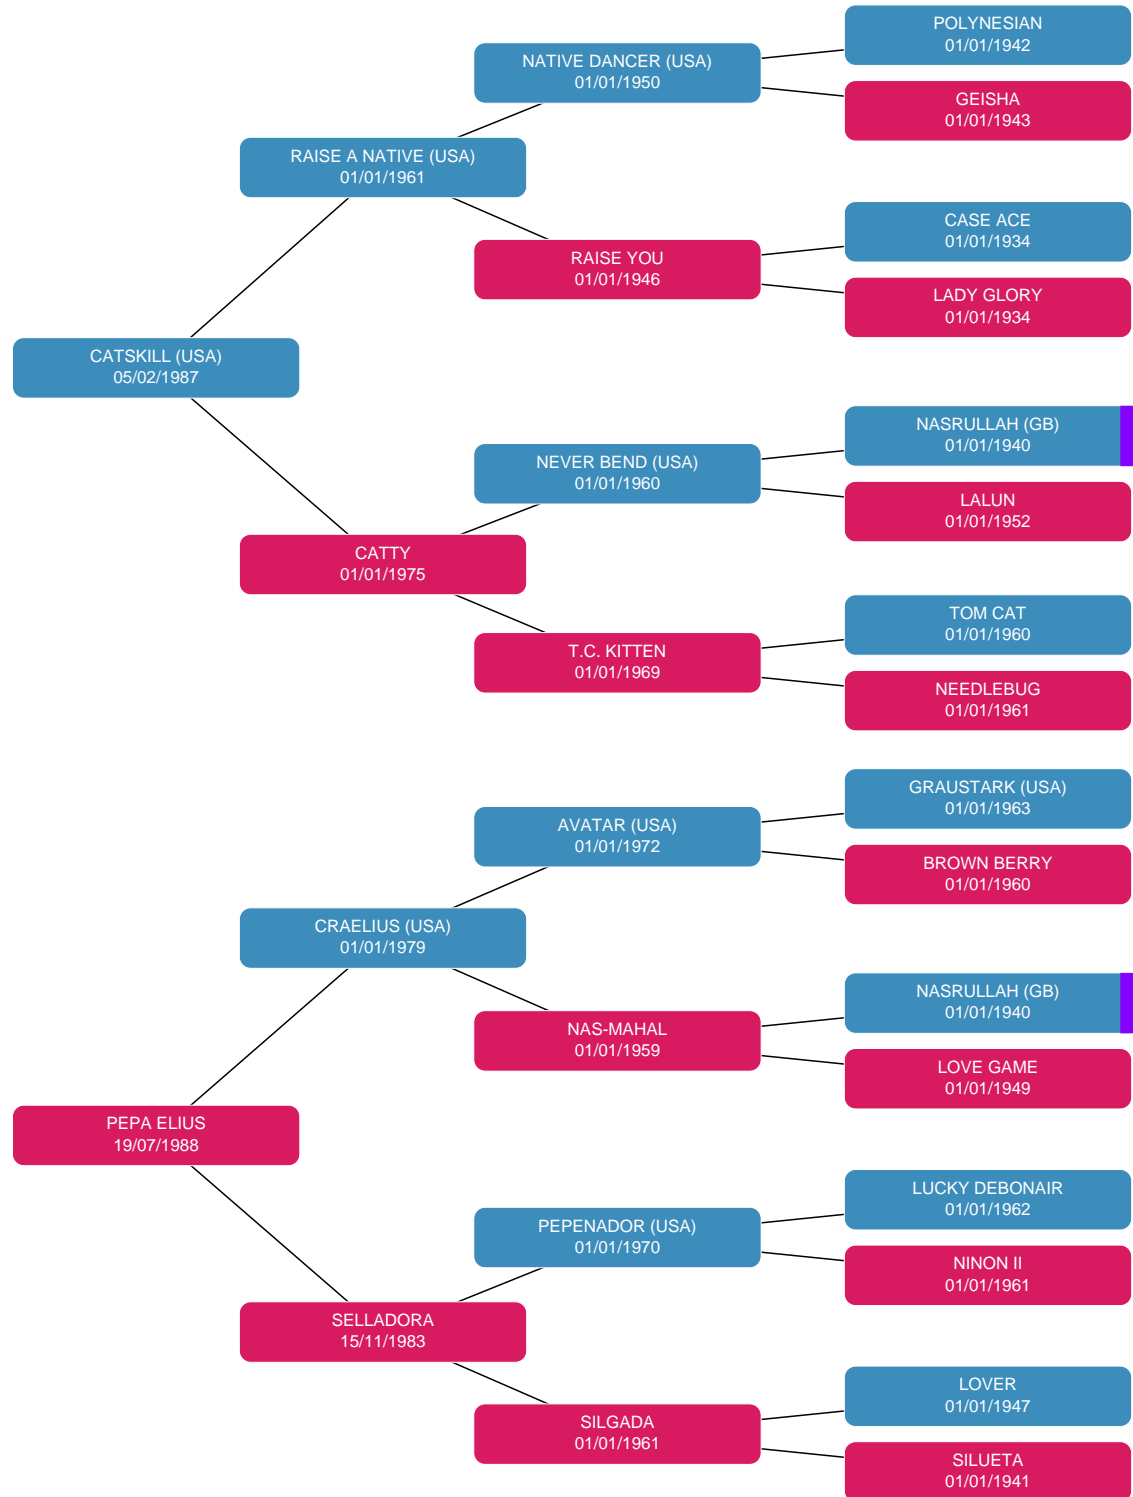 POLYNESIAN
01/01/1942
NATIVE DANCER (USA)
01/01/1950
GEISHA
01/01/1943
RAISE A NATIVE (USA)
01/01/1961
CASE ACE
01/01/1934
RAISE YOU
01/01/1946
LADY GLORY
01/01/1934
CATSKILL (USA)
05/02/1987
NASRULLAH (GB)
01/01/1940
NEVER BEND (USA)
01/01/1960
LALUN
01/01/1952
CATTY
01/01/1975
TOM CAT
01/01/1960
T.C. KITTEN
01/01/1969
NEEDLEBUG
01/01/1961
GRAUSTARK (USA)
01/01/1963
AVATAR (USA)
01/01/1972
BROWN BERRY
01/01/1960
CRAELIUS (USA)
01/01/1979
NASRULLAH (GB)
01/01/1940
NAS-MAHAL
01/01/1959
LOVE GAME
01/01/1949
PEPA ELIUS
19/07/1988
LUCKY DEBONAIR
01/01/1962
PEPENADOR (USA)
01/01/1970
NINON II
01/01/1961
SELLADORA
15/11/1983
LOVER
01/01/1947
SILGADA
01/01/1961
SILUETA
01/01/1941